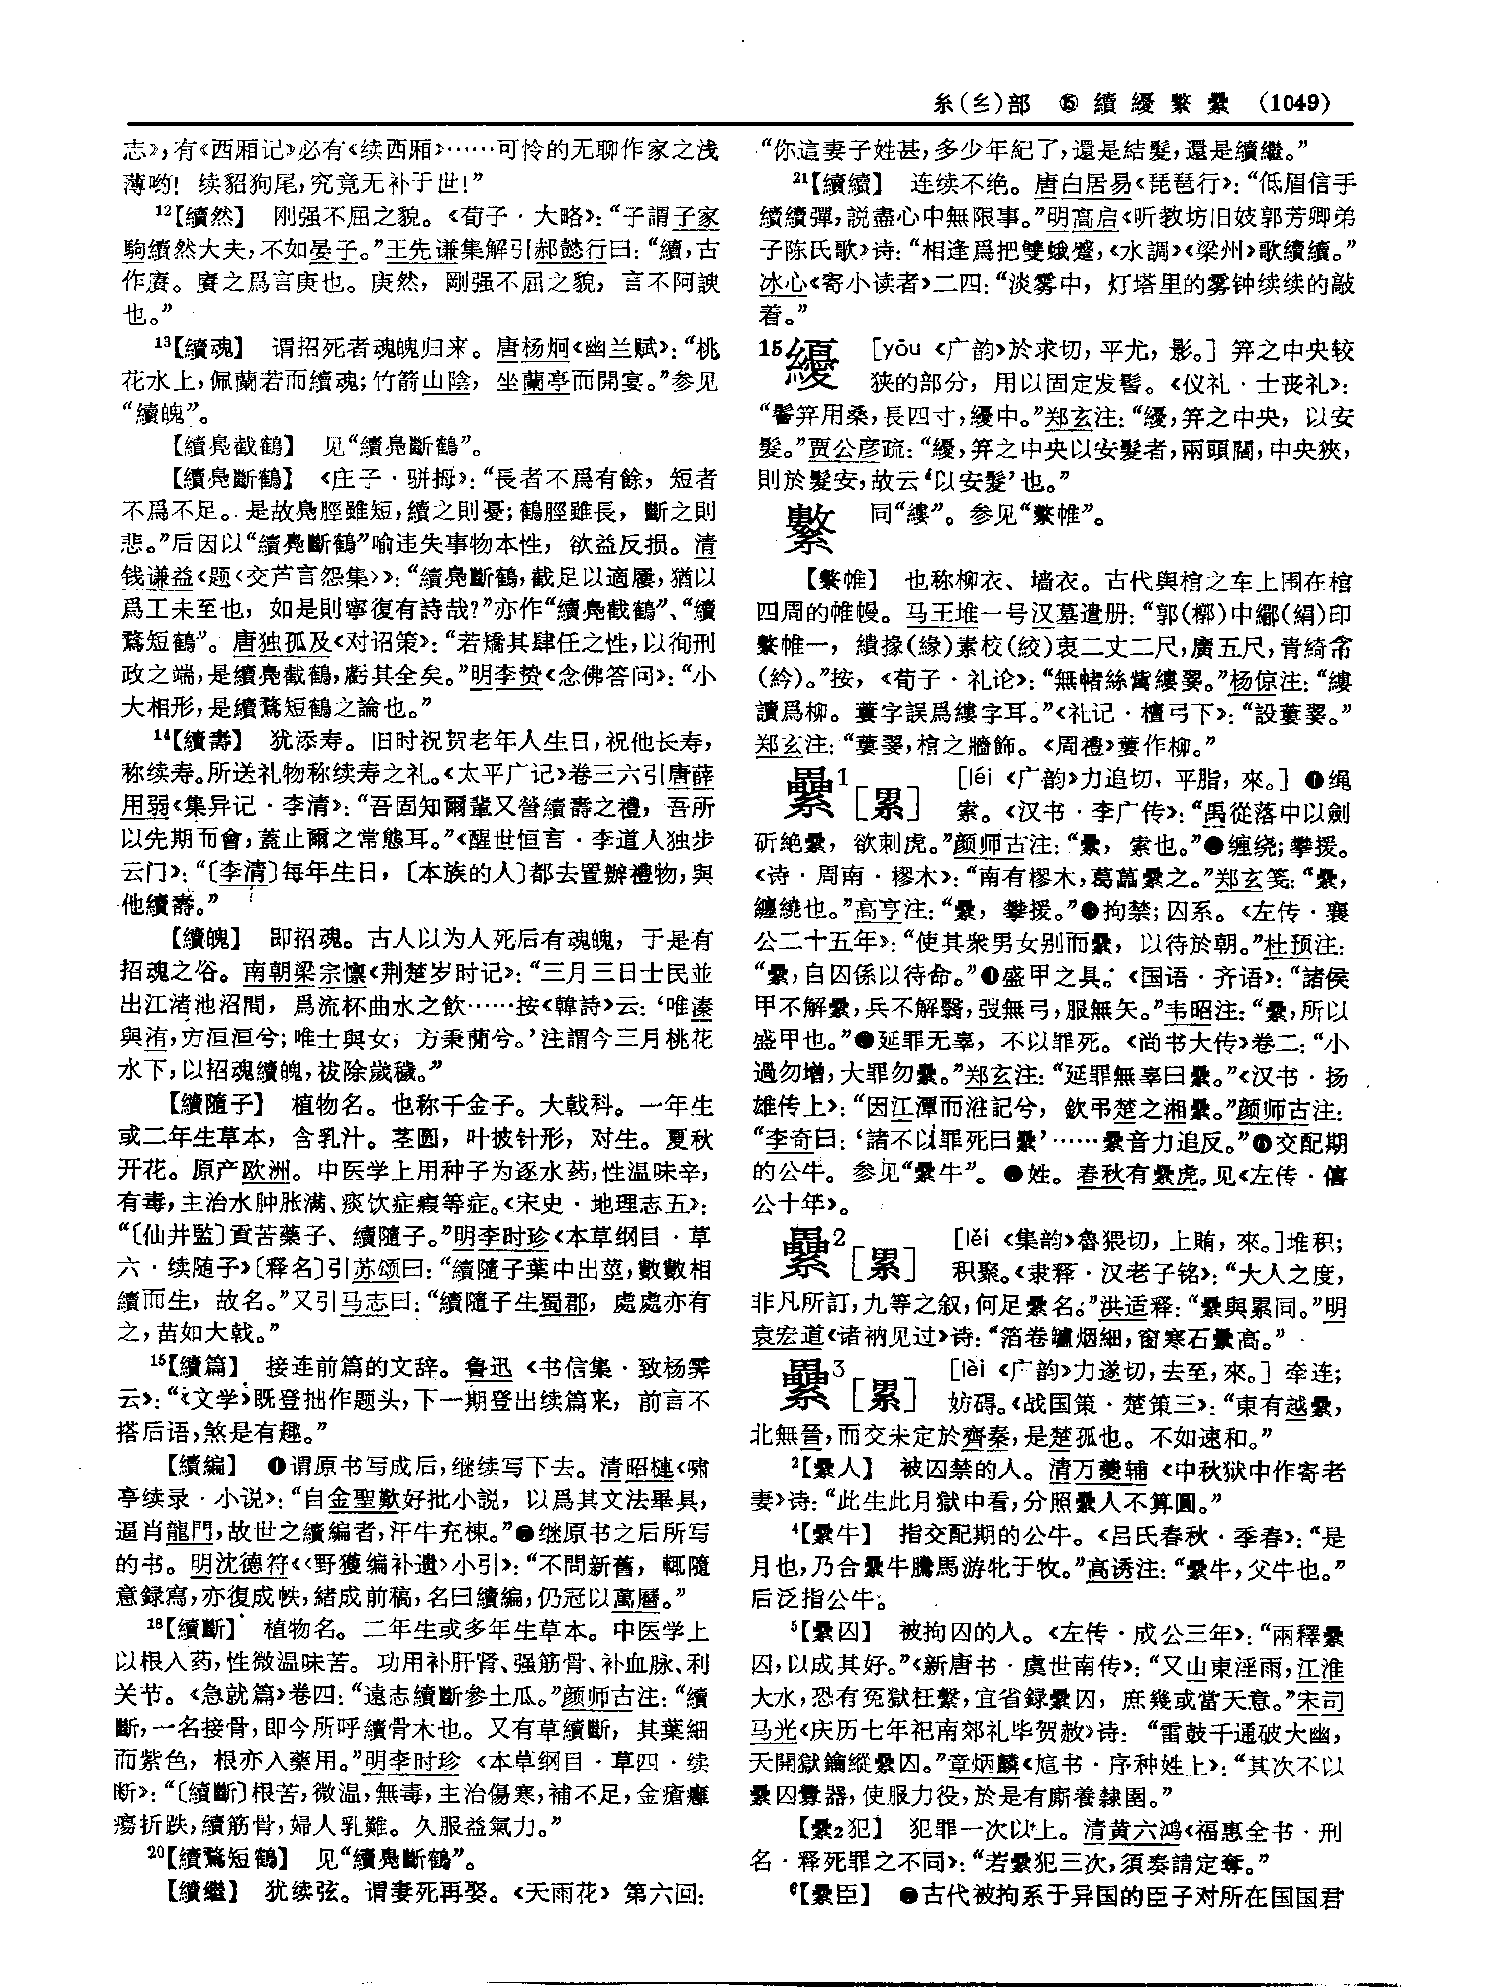 糸(纟)部 ⑮ 續 纋 繫 纍 (1049)
志》,有《西厢记》必有《续西厢》……可怜的无聊作家之浅
薄哟! 续貂狗尾,究竟无补于世!”
12【續然】 刚强不屈之貌。《荀子·大略》:“子謂子家
駒續然大夫,不如晏子。”王先谦集解引郝懿行曰:“續,古
作賡。賡之爲言庚也。庚然,剛强不屈之貌,言不阿諛
也。”
13【續魂】 谓招死者魂魄归来。唐杨炯《幽兰赋》:“桃
花水上,佩蘭若而續魂;竹箭山陰,坐蘭亭而開宴。”参见
“續魄”。
【續鳧截鶴】 见“續鳧斷鶴”。
【續鳧斷鶴】 《庄子·骈拇》:“長者不爲有餘,短者
不爲不足。是故鳧脛雖短,續之則憂;鶴脛雖長,斷之則
悲。”后因以“續鳧斷鶴”喻违失事物本性,欲益反损。清
钱谦益《题〈交芦言怨集〉》:“續鳧斷鶴,截足以適屨,猶以
爲工未至也,如是則寧復有詩哉?”亦作“續鳧截鶴”、“續
鶩短鶴”。唐独孤及《对诏策》:“若矯其肆任之性,以徇刑
政之端,是續鳧截鶴,虧其全矣。”明李贽《念佛答问》:“小
大相形,是續鶩短鶴之論也。”
14【續壽】 犹添寿。旧时祝贺老年人生日,祝他长寿,
称续寿。所送礼物称续寿之礼。《太平广记》卷三六引唐薛
用弱《集异记·李清》:“吾固知爾輩又營續壽之禮,吾所
以先期而會,蓋止爾之常態耳。”《醒世恒言·李道人独步
云门》:“〔李清〕每年生日,〔本族的人〕都去置辦禮物,與
他續壽。”
【續魄】 即招魂。古人以为人死后有魂魄,于是有
招魂之俗。南朝梁宗懔《荆楚岁时记》:“三月三日士民並
出江渚池沼間,爲流杯曲水之飲……按《韓詩》云:‘唯溱
與洧,方洹洹兮;唯士與女,方秉蕑兮。’注謂今三月桃花
水下,以招魂續魄,祓除歲穢。”
【續隨子】 植物名。也称千金子。大戟科。一年生
或二年生草本,含乳汁。茎圆,叶披针形,对生。夏秋
开花。原产欧洲。中医学上用种子为逐水药,性温味辛,
有毒,主治水肿胀满、痰饮症瘕等症。《宋史·地理志五》:
“〔仙井監〕貢苦藥子、續隨子。”明李时珍《本草纲目·草
六·续随子》〔释名〕引苏颂曰:“續隨子葉中出莖,數數相
續而生,故名。”又引马志曰:“續隨子生蜀郡,處處亦有
之,苗如大戟。”
15【續篇】 接连前篇的文辞。鲁迅《书信集·致杨霁
云》:“《文学》既登拙作题头,下一期登出续篇来,前言不
搭后语,煞是有趣。”
【續编】 ❶谓原书写成后,继续写下去。清昭梿《啸
亭续录·小说》:“自金聖歎好批小説,以爲其文法畢具,
逼肖龍門,故世之續编者,汗牛充棟。”❷继原书之后所写
的书。明沈德符《〈野獲编补遗〉小引》:“不問新舊,輒隨
意録寫,亦復成帙,緒成前稿,名曰續编,仍冠以萬曆。”
18【續斷】 植物名。二年生或多年生草本。中医学上
以根入药,性微温味苦。功用补肝肾、强筋骨、补血脉、利
关节。《急就篇》卷四:“遠志續斷參土瓜。”颜师古注:“續
斷,一名接骨,即今所呼續骨木也。又有草續斷,其葉細
而紫色,根亦入藥用。”明李时珍《本草纲目·草四·续
断》:“〔續斷〕根苦,微温,無毒,主治傷寒,補不足,金瘡癰
瘍折跌,續筋骨,婦人乳難。久服益氣力。”
20【續鶩短鶴】 见“續鳧斷鶴”。
【續繼】 犹续弦。谓妻死再娶。《天雨花》第六回:
“你這妻子姓甚,多少年紀了,還是結髮,還是續繼。”
21【續續】 连续不绝。唐白居易《琵琶行》:“低眉信手
續續彈,説盡心中無限事。”明高启《听教坊旧妓郭芳卿弟
子陈氏歌》诗:“相逢爲把雙蛾蹙,《水調》《梁州》歌續續。”
冰心《寄小读者》二四:“淡雾中,灯塔里的雾钟续续的敲
着。”
15纋 [yōu《广韵》於求切,平尤,影。] 笄之中央较
狭的部分,用以固定发髻。《仪礼·士丧礼》:
“鬠笄用桑,長四寸,纋中。”郑玄注:“纋,笄之中央,以安
髮。”贾公彦疏:“纋,笄之中央以安髮者,兩頭闊,中央狹,
則於髮安,故云‘以安髮’也。”
同“縷”。参见“帷”。
【帷】 也称柳衣、墙衣。古代舆棺之车上围在棺
四周的帷幔。马王堆一号汉墓遣册:“郭(槨)中(絹)印
帷一,繢掾(緣)素校(絞)袤二丈二尺,廣五尺,青綺
(紟)。”按,《荀子·礼论》:“無帾絲歶縷翣。”杨倞注:“縷
讀爲柳。蔞字誤爲縷字耳。”《礼记·檀弓下》:“設蔞翣。”
郑玄注:“蔞翣,棺之牆飾。《周禮》蔞作柳。”
纍1[累] [léi《广韵》力追切,平脂,來。] ❶绳
索。《汉书·李广传》:“禹從落中以劍
斫絶纍,欲刺虎。”颜师古注:“纍,索也。”❷缠绕;攀援。
《诗·周南·樛木》:“南有樛木,葛藟纍之。”郑玄笺:“纍,
纏繞也。”高亨注:“纍,攀援。”❸拘禁;囚系。《左传·襄
公二十五年》:“使其衆男女别而纍,以待於朝。”杜预注:
“纍,自囚係以待命。”❹盛甲之具。《国语·齐语》:“諸侯
甲不解纍,兵不解翳,弢無弓,服無矢。”韦昭注:“纍,所以
盛甲也。”❺延罪无辜,不以罪死。《尚书大传》卷二:“小
過勿增,大罪勿纍。”郑玄注:“延罪無辜曰纍。”《汉书·扬
雄传上》:“因江潭而淮記兮,欽弔楚之湘纍。”颜师古注:
“李奇曰:‘諸不以罪死曰纍’……纍音力追反。”❻交配期
的公牛。参见“纍牛”。❼姓。春秋有纍虎。见《左传·僖
公十年》。
纍2[累] [lěi《集韵》魯猥切,上賄,來。]堆积;
积聚。《隶释·汉老子铭》:“大人之度,
非凡所訂,九等之叙,何足纍名。”洪适释:“纍與累同。”明
袁宏道《诸衲见过》诗:“箔卷罏烟細,窗寒石纍高。”
纍3[累] [lèi《广韵》力遂切,去至,來。] 牵连;
妨碍。《战国策·楚策三》:“東有越纍,
北無晉,而交未定於齊秦,是楚孤也。不如速和。”
2【纍人】 被囚禁的人。清万夔辅《中秋狱中作寄老
妻》诗:“此生此月獄中看,分照纍人不算圓。”
4【纍牛】 指交配期的公牛。《吕氏春秋·季春》:“是
月也,乃合纍牛騰馬游牝于牧。”高诱注:“纍牛,父牛也。”
后泛指公牛。
5【纍囚】 被拘囚的人。《左传·成公三年》:“兩釋纍
囚,以成其好。”《新唐书·虞世南传》:“又山東淫雨,江淮
大水,恐有冤獄枉繫,宜省録纍囚,庶幾或當天意。”宋司
马光《庆历七年祀南郊礼毕贺赦》诗:“雷鼓千通破大幽,
天開獄鑰縱纍囚。”章炳麟《訄书·序种姓上》:“其次不以
纍囚釁器,使服力役,於是有廝養隸圉。”
【纍2犯】 犯罪一次以上。清黄六鸿《福惠全书·刑
名·释死罪之不同》:“若纍犯三次,須奏請定奪。”
6【纍臣】 ❶古代被拘系于异国的臣子对所在国国君